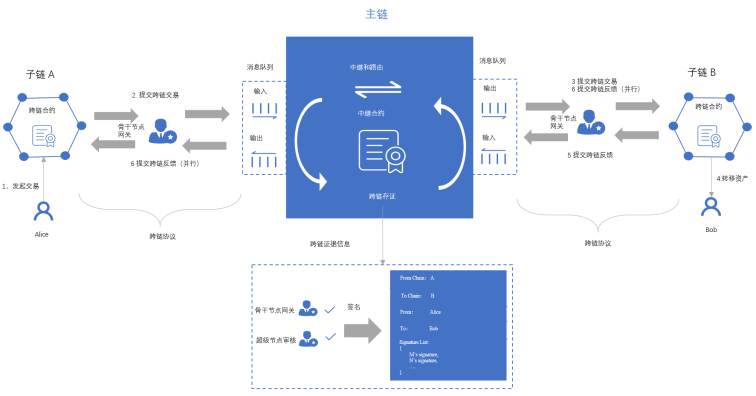 主链
子链 A
跨链合约
1、发起交易
Alice
2. 提交跨链交易
骨干节点
网关
6 提交跨链反馈（并行）
跨链协议
消息队列
输入
输出
中继和路由
中继合约
跨链存证
消息队列
输出
输入
3 提交跨链交易
6 提交跨链反馈（并行）
骨干节点
网关
5 提交跨链反馈
跨链协议
子链 B
跨链合约
4.转移资产
Bob
跨链证据信息
骨干节点网关
超级节点审核
签名
From Chain: A
To Chain: B
From: Alice
To: Bob
Signature List:
{
M's signature,
N's signature,
....
}